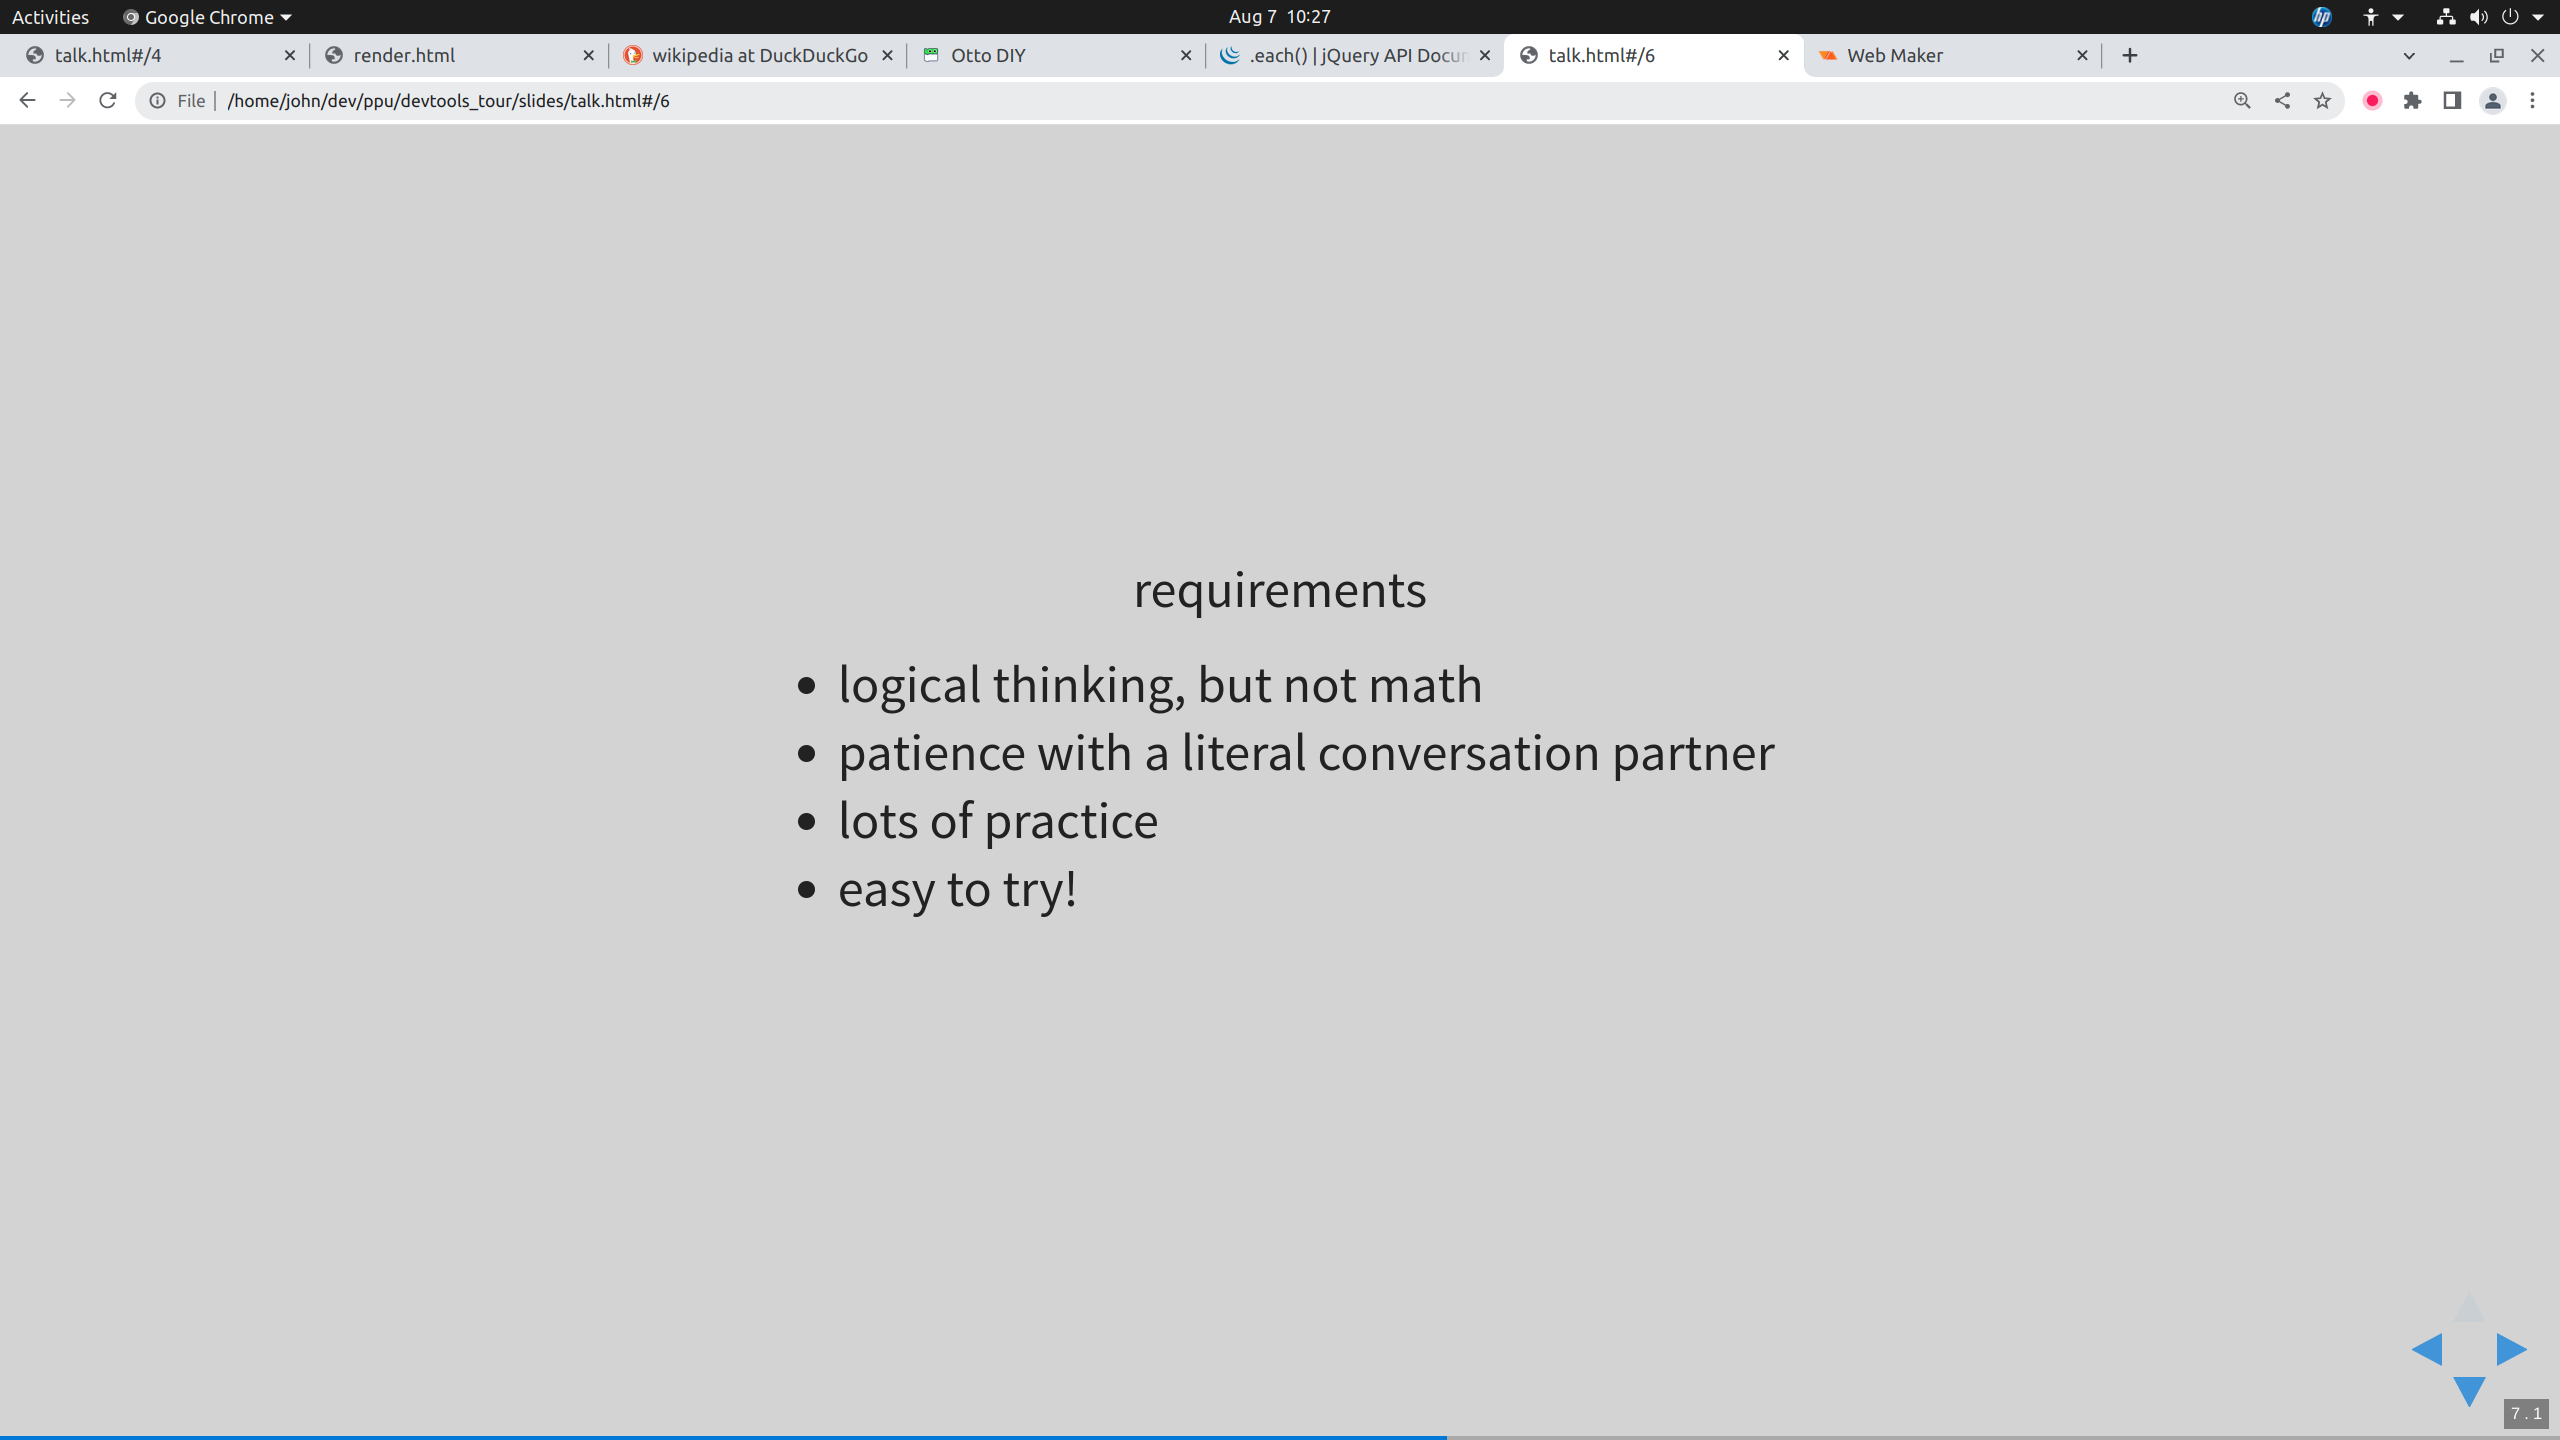 Activities Google Chrome Aug 7 10:27
talk.html#/4 render.html wikipedia at DuckDuckGo Otto DIY .each() | jQuery API Docum talk.html#/6 Web Maker
File /home/john/dev/ppu/devtools_tour/slides/talk.html#/6
requirements
• logical thinking, but not math
• patience with a literal conversation partner
• lots of practice
• easy to try!
7 . 1